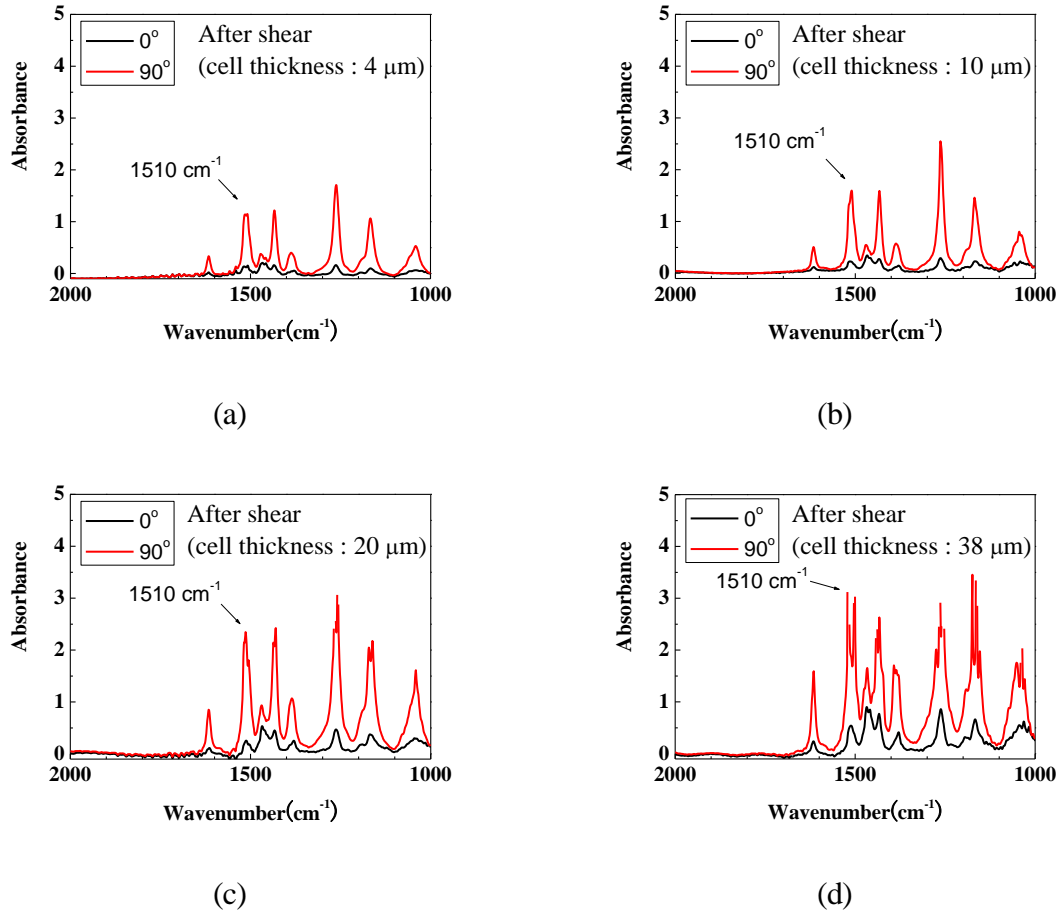 5
4
3
2
1
0
Absorbance
0°
90°
After shear
(cell thickness : 4 μm)
1510 cm⁻¹
2000
1500
1000
Wavenumber(cm⁻¹)
(a)
5
4
3
2
1
0
Absorbance
0°
90°
After shear
(cell thickness : 10 μm)
1510 cm⁻¹
2000
1500
1000
Wavenumber(cm⁻¹)
(b)
5
4
3
2
1
0
Absorbance
0°
90°
After shear
(cell thickness : 20 μm)
1510 cm⁻¹
2000
1500
1000
Wavenumber(cm⁻¹)
(c)
5
4
3
2
1
0
Absorbance
0°
90°
After shear
(cell thickness : 38 μm)
1510 cm⁻¹
2000
1500
1000
Wavenumber(cm⁻¹)
(d)